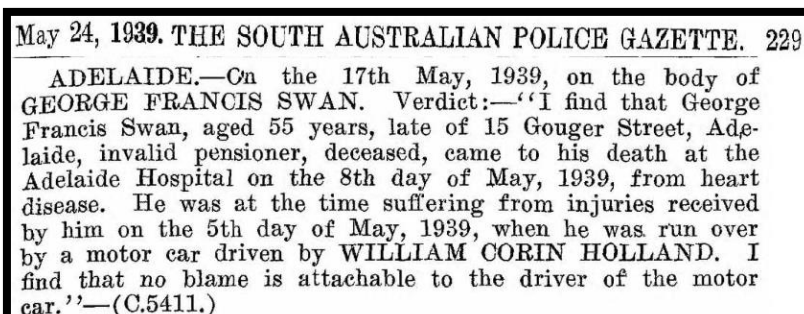 May 24, 1939. THE SOUTH AUSTRALIAN POLICE GAZETTE. 229
ADELAIDE.—On the 17th May, 1939, on the body of
GEORGE FRANCIS SWAN. Verdict:—“I find that George
Francis Swan, aged 55 years, late of 15 Gouger Street, Ade-
laide, invalid pensioner, deceased, came to his death at the
Adelaide Hospital on the 8th day of May, 1939, from heart
disease. He was at the time suffering from injuries received
by him on the 5th day of May, 1939, when he was run over
by a motor car driven by WILLIAM CORIN HOLLAND. I
find that no blame is attachable to the driver of the motor
car.”—(C.5411.)